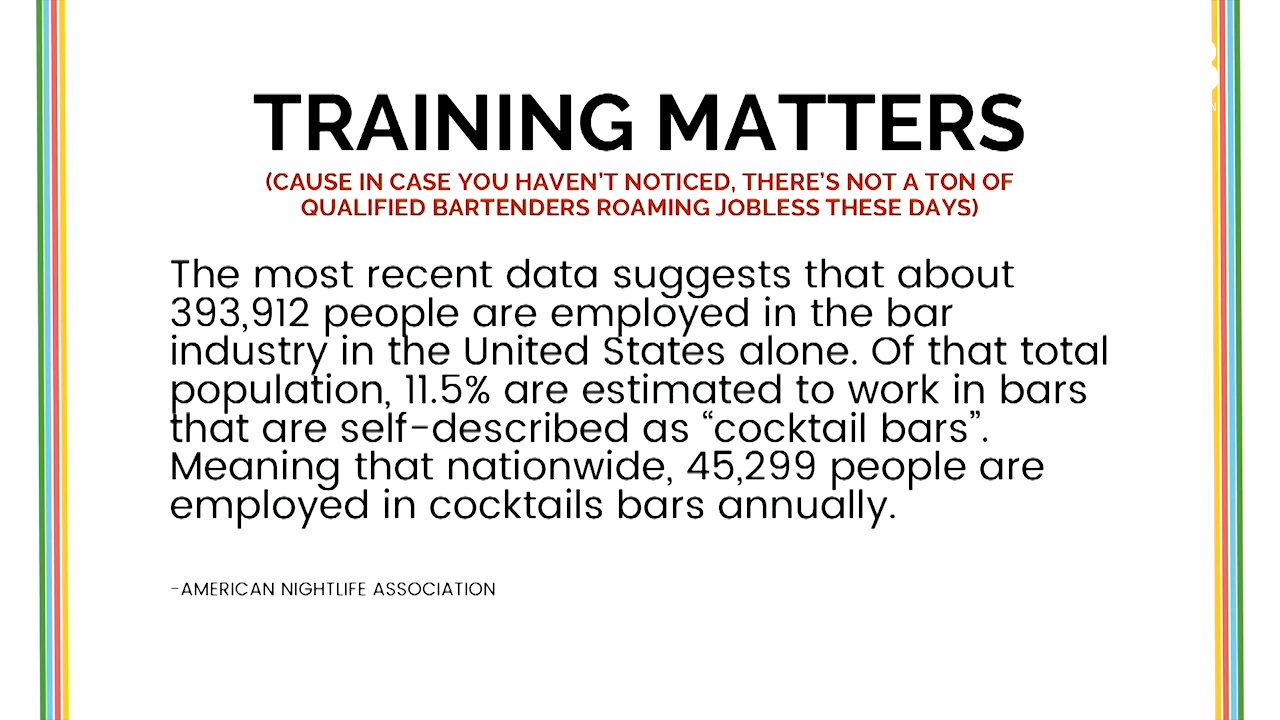 TRAINING MATTERS
(CAUSE IN CASE YOU HAVEN'T NOTICED, THERE'S NOT A TON OF
QUALIFIED BARTENDERS ROAMING JOBLESS THESE DAYS)
The most recent data suggests that about
393,912 people are employed in the bar
industry in the United States alone. Of that total
population, 11.5% are estimated to work in bars
that are self-described as “cocktail bars”.
Meaning that nationwide, 45,299 people are
employed in cocktails bars annually.
-AMERICAN NIGHTLIFE ASSOCIATION